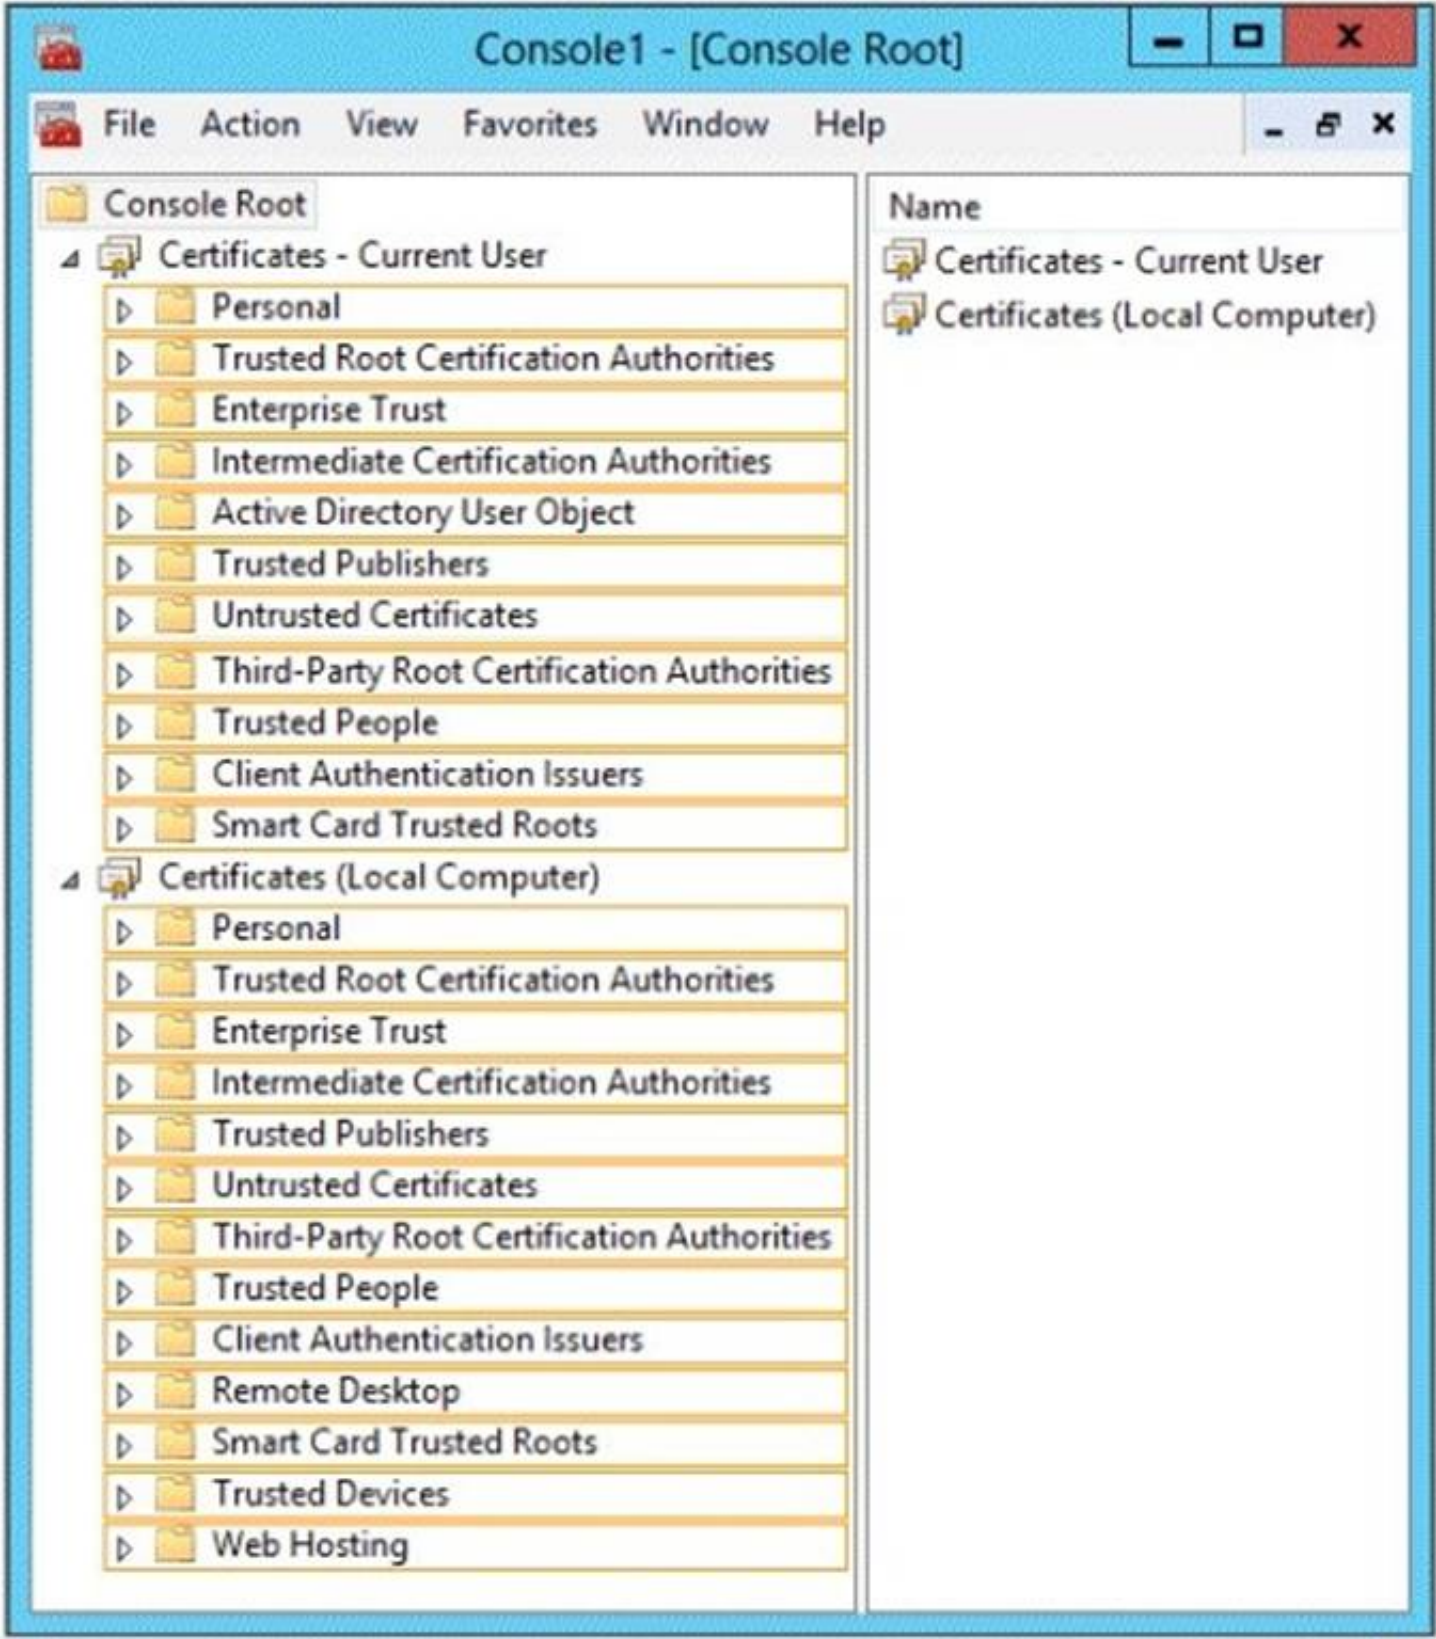 Console1 - [Console Root]
File Action View Favorites Window Help
Console Root
Certificates - Current User
Personal
Trusted Root Certification Authorities
Enterprise Trust
Intermediate Certification Authorities
Active Directory User Object
Trusted Publishers
Untrusted Certificates
Third-Party Root Certification Authorities
Trusted People
Client Authentication Issuers
Smart Card Trusted Roots
Certificates (Local Computer)
Personal
Trusted Root Certification Authorities
Enterprise Trust
Intermediate Certification Authorities
Trusted Publishers
Untrusted Certificates
Third-Party Root Certification Authorities
Trusted People
Client Authentication Issuers
Remote Desktop
Smart Card Trusted Roots
Trusted Devices
Web Hosting
Name
Certificates - Current User
Certificates (Local Computer)